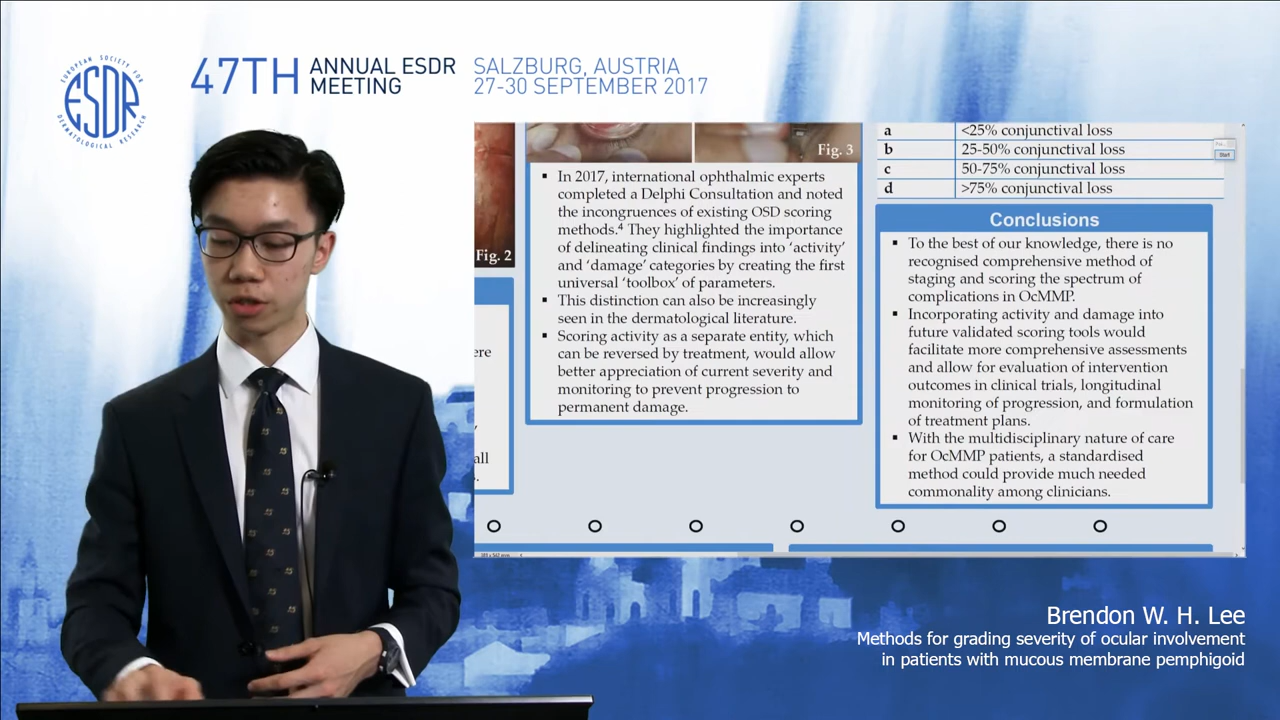 EUROPEAN SOCIETY FOR
ESDR
DERMATOLOGICAL RESEARCH
47TH ANNUAL ESDR MEETING
SALZBURG, AUSTRIA
27-30 SEPTEMBER 2017
Fig. 2
ere
all
Fig. 3
▪ In 2017, international ophthalmic experts
completed a Delphi Consultation and noted
the incongruences of existing OSD scoring
methods.⁴ They highlighted the importance
of delineating clinical findings into ‘activity’
and ‘damage’ categories by creating the first
universal ‘toolbox’ of parameters.
▪ This distinction can also be increasingly
seen in the dermatological literature.
▪ Scoring activity as a separate entity, which
can be reversed by treatment, would allow
better appreciation of current severity and
monitoring to prevent progression to
permanent damage.
a <25% conjunctival loss
b 25-50% conjunctival loss
c 50-75% conjunctival loss
d >75% conjunctival loss
Start
Conclusions
▪ To the best of our knowledge, there is no
recognised comprehensive method of
staging and scoring the spectrum of
complications in OcMMP.
▪ Incorporating activity and damage into
future validated scoring tools would
facilitate more comprehensive assessments
and allow for evaluation of intervention
outcomes in clinical trials, longitudinal
monitoring of progression, and formulation
of treatment plans.
▪ With the multidisciplinary nature of care
for OcMMP patients, a standardised
method could provide much needed
commonality among clinicians.
Brendon W. H. Lee
Methods for grading severity of ocular involvement
in patients with mucous membrane pemphigoid